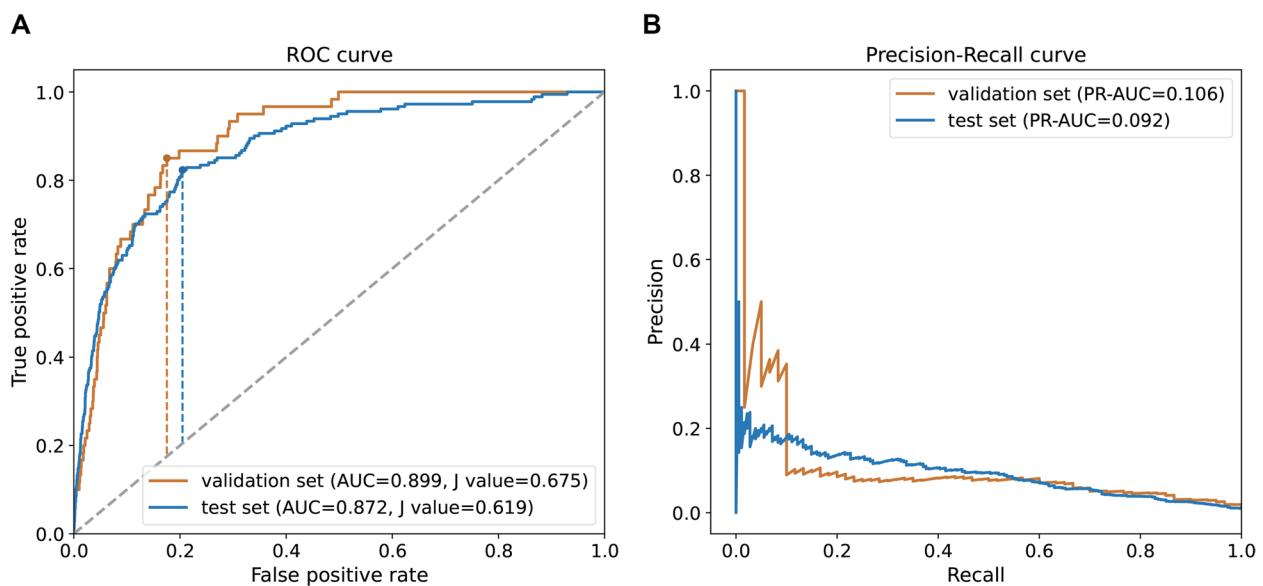 A
ROC curve
True positive rate
1.0
0.8
0.6
0.4
0.2
0.0
validation set (AUC=0.899, J value=0.675)
test set (AUC=0.872, J value=0.619)
0.0 0.2 0.4 0.6 0.8 1.0
False positive rate
B
Precision-Recall curve
Precision
1.0
0.8
0.6
0.4
0.2
0.0
validation set (PR-AUC=0.106)
test set (PR-AUC=0.092)
0.0 0.2 0.4 0.6 0.8 1.0
Recall